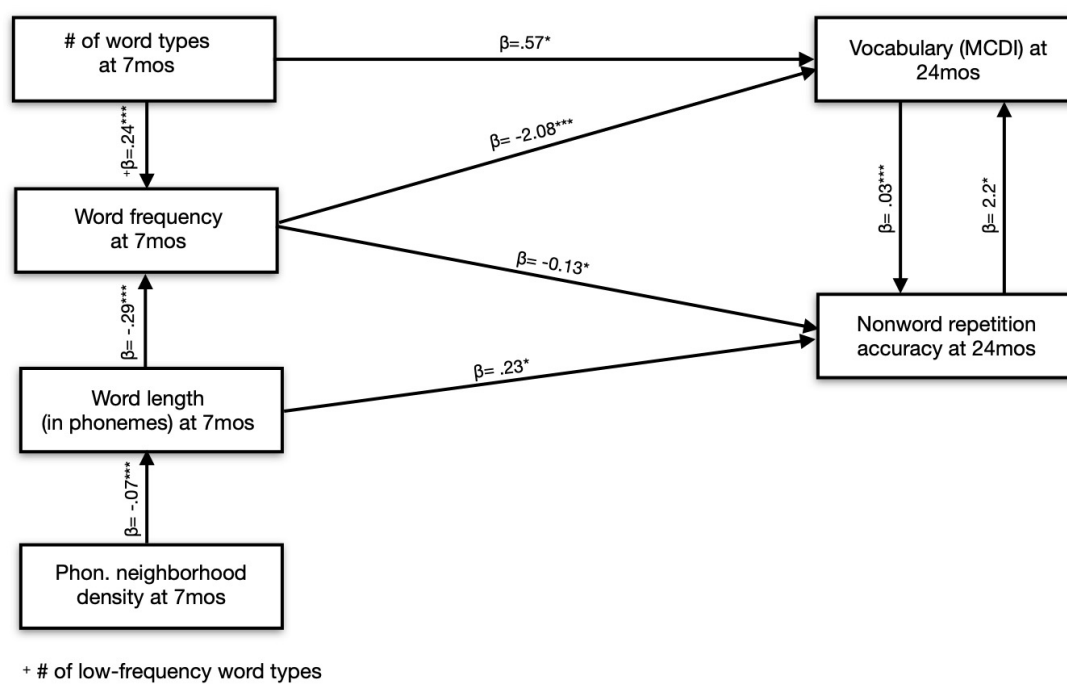 # of word types
at 7mos
β=.57*
Vocabulary (MCDI) at
24mos
+β=.24***
β= -2.08***
Word frequency
at 7mos
β= .03***
β= 2.2*
β= -0.13*
β= -.29***
Nonword repetition
accuracy at 24mos
β= .23*
Word length
(in phonemes) at 7mos
β= -.07***
Phon. neighborhood
density at 7mos
+ # of low-frequency word types